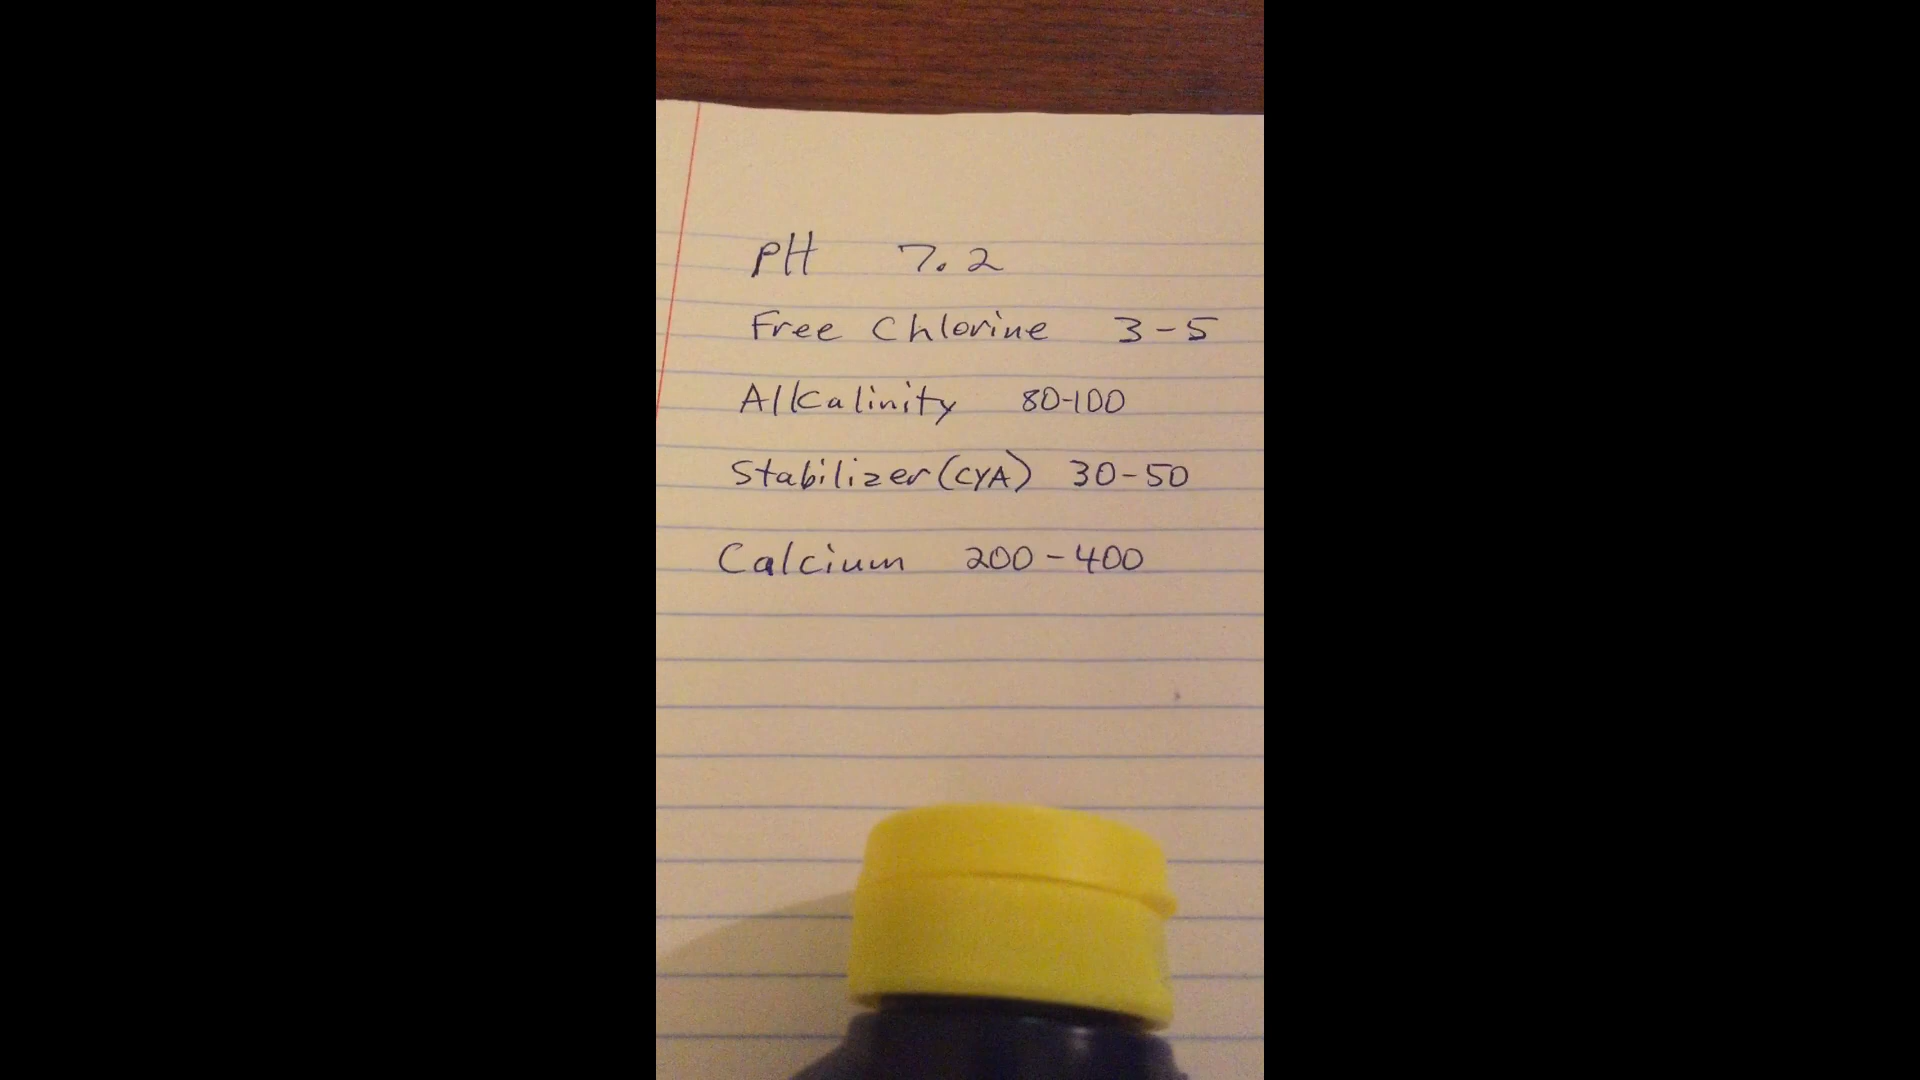 pH 7.2
Free Chlorine 3-5
Alkalinity 80-100
Stabilizer (CYA) 30-50
Calcium 200-400